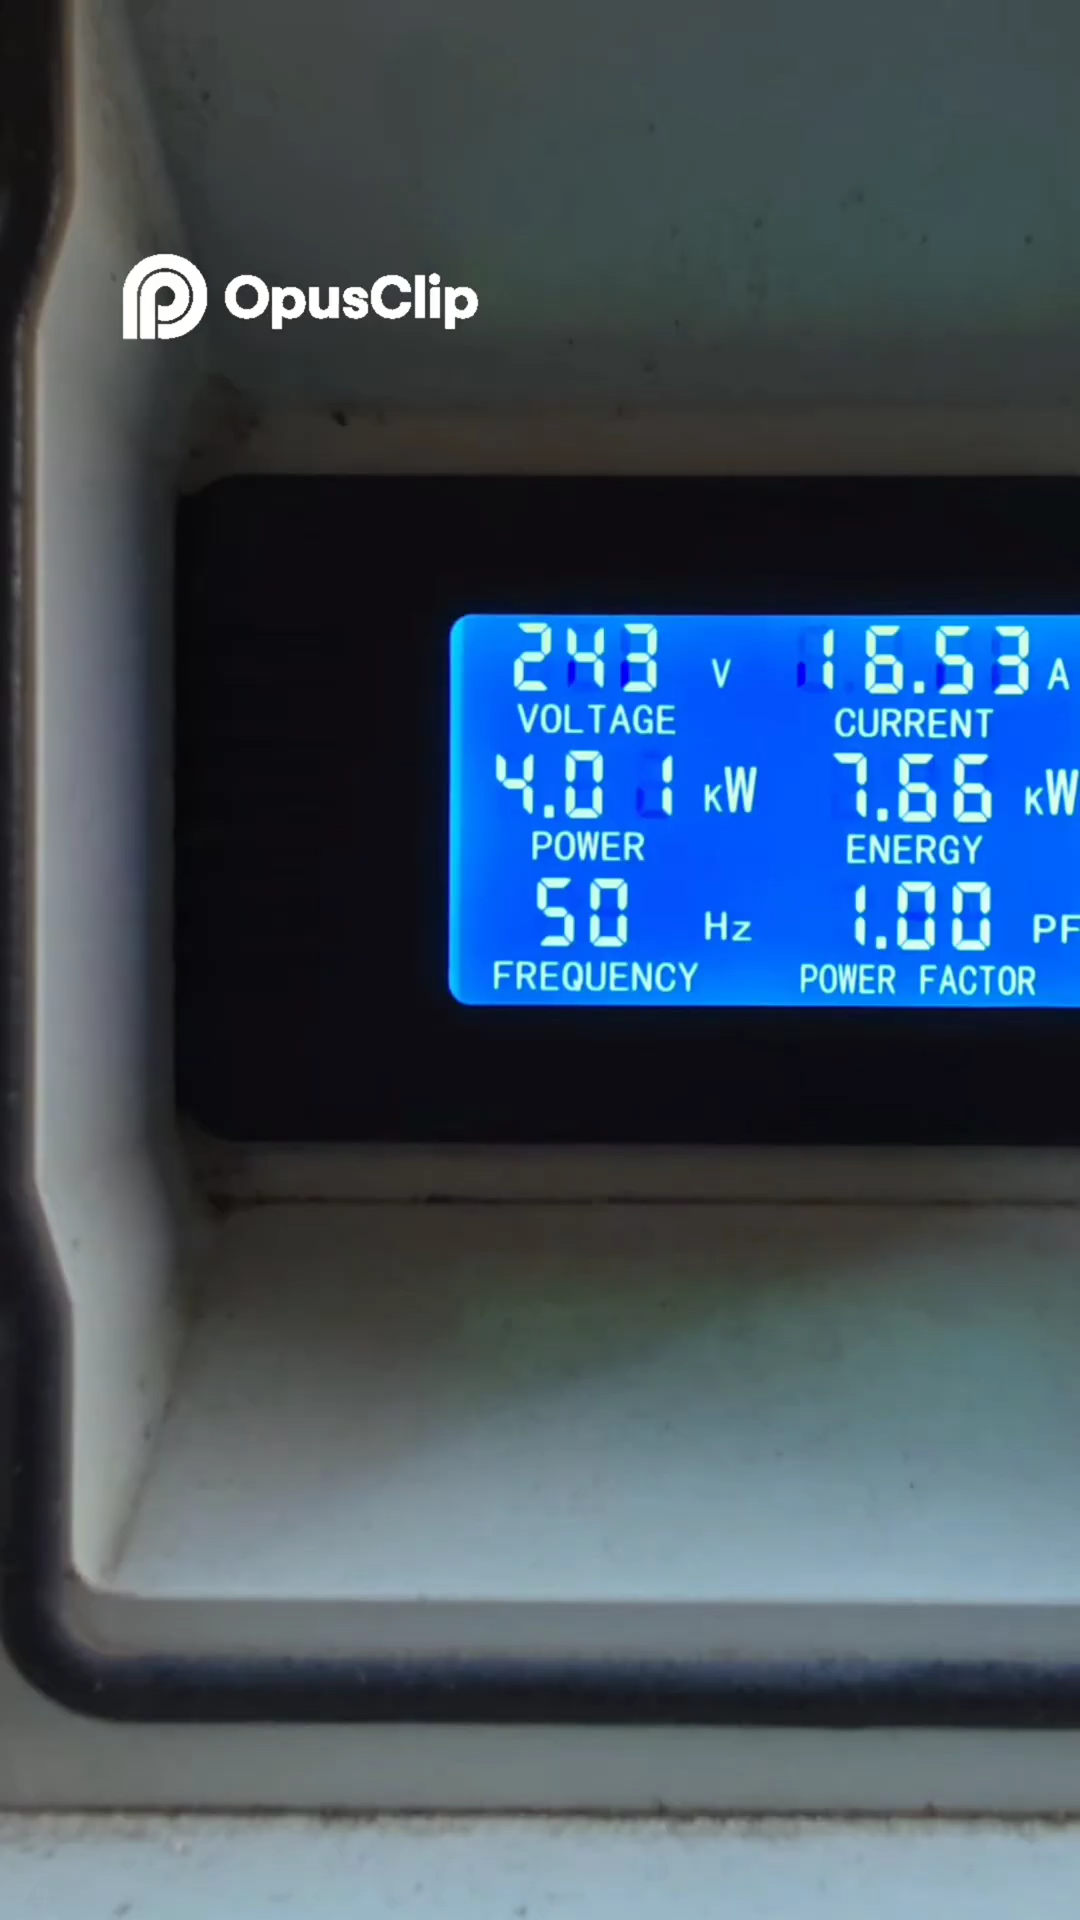 OpusClip
243 V 16.53 A
VOLTAGE CURRENT
4.01 KW 7.66 KW
POWER ENERGY
50 Hz 1.00 PF
FREQUENCY POWER FACTOR